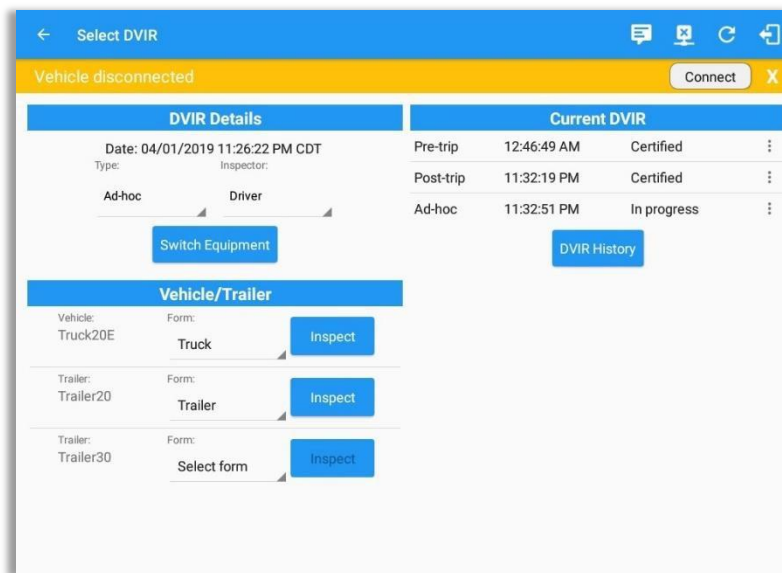 Select DVIR
Vehicle disconnected
Connect
X
DVIR Details
Date: 04/01/2019 11:26:22 PM CDT
Type:
Inspector:
Ad-hoc
Driver
Switch Equipment
Vehicle/Trailer
Vehicle:
Form:
Truck20E
Truck
Inspect
Trailer:
Form:
Trailer20
Trailer
Inspect
Trailer:
Form:
Trailer30
Select form
Inspect
Current DVIR
Pre-trip 12:46:49 AM Certified
Post-trip 11:32:19 PM Certified
Ad-hoc 11:32:51 PM In progress
DVIR History